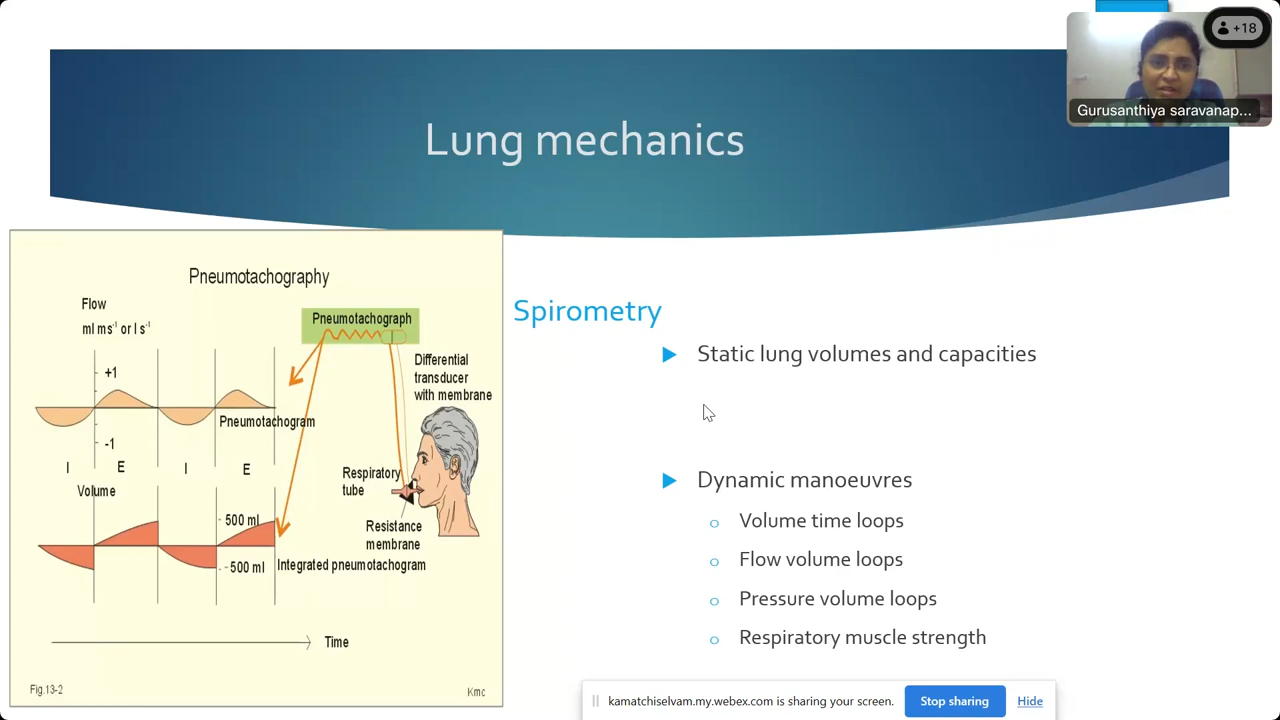 +18
Gurusanthiya saravanap...
Lung mechanics
Pneumotachography
Flow
ml ms⁻¹ or l s⁻¹
+1
-1
Pneumotachogram
I
E
I
E
Volume
500 ml
-500 ml
Integrated pneumotachogram
Time
Pneumotachograph
Differential
transducer
with membrane
Respiratory
tube
Resistance
membrane
Fig.13-2
Kmc
Spirometry
Static lung volumes and capacities
Dynamic manoeuvres
Volume time loops
Flow volume loops
Pressure volume loops
Respiratory muscle strength
kamatchiselvam.my.webex.com is sharing your screen.
Stop sharing
Hide